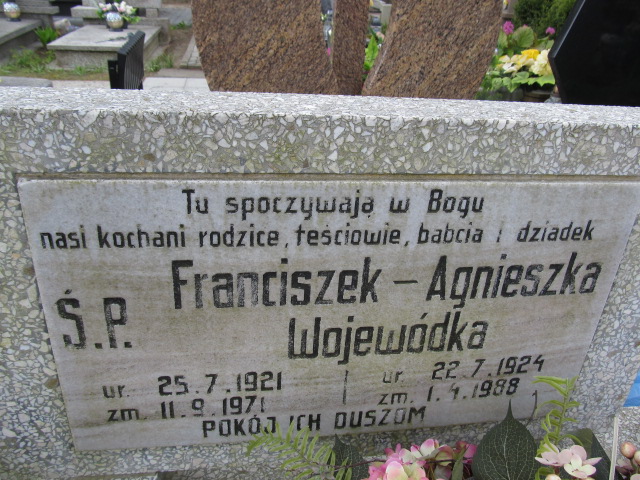 Tu spoczywają w Bogu
nasi kochani rodzice, teściowie, babcia i dziadek
Ś.P. Franciszek - Agnieszka
Wojewódka
ur. 25.7.1921 ur. 22.7.1924
zm. 11.9.1971 zm. 1.4.1988
POKÓJ ICH DUSZOM